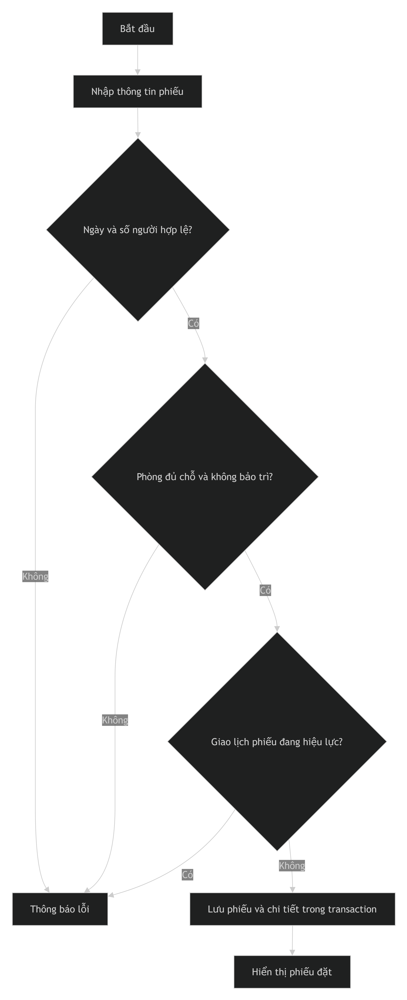 Bắt đầu
Nhập thông tin phiếu
Ngày và số người hợp lệ?
Có
Phòng đủ chỗ và không bảo trì?
Không
Có
Không
Giao lịch phiếu đang hiệu lực?
Không
Có
Thông báo lỗi
Lưu phiếu và chi tiết trong transaction
Hiển thị phiếu đặt